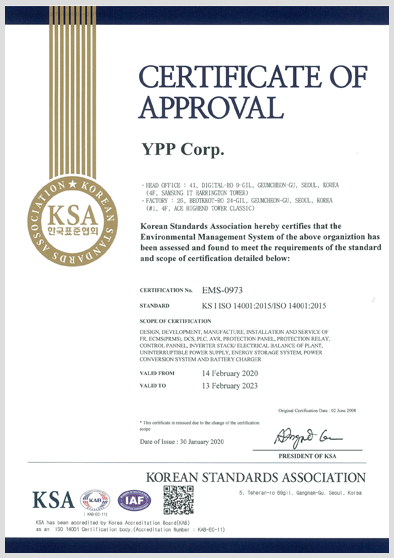 CERTIFICATE OF
APPROVAL
YPP Corp.
- HEAD OFFICE : 41, DIGITAL-RO 9-GIL, GEUMCHEON-GU, SEOUL, KOREA
(4F, SAMSUNG IT HARRINGTON TOWER)
- FACTORY : 26, BEOTKKOT-RO 24-GIL, GEUMCHEON-GU, SEOUL, KOREA
(#1, 4F, ACE HIGHEND TOWER CLASSIC)
KOREAN STANDARDS ASSOCIATION
KSA
한국표준협회
Korean Standards Association hereby certifies that the
Environmental Management System of the above organiztion has
been assessed and found to meet the requirements of the standard
and scope of certification detailed below:
CERTIFICATION No. EMS-0973
STANDARD KS I ISO 14001:2015/ISO 14001:2015
SCOPE OF CERTIFICATION
DESIGN, DEVELOPMENT, MANUFACTURE, INSTALLATION AND SERVICE OF
FR, ECMS(PRMS), DCS, PLC, AVR, PROTECTION PANEL, PROTECTION RELAY,
CONTROL PANNEL, INVERTER STACK/ ELECTRICAL BALANCE OF PLANT,
UNINTERRUPTIBLE POWER SUPPLY, ENERGY STORAGE SYSTEM, POWER
CONVERSION SYSTEM AND BATTERY CHARGER
VALID FROM 14 February 2020
VALID TO 13 February 2023
Original Certification Date : 02 June 2008
* This certificate is reissued due to the change of the certification
scope
Date of Issue : 30 January 2020
PRESIDENT OF KSA
KOREAN STANDARDS ASSOCIATION
5, Teheran-ro 69gil, Gangnam-Gu, Seoul, Korea
KSA
KAB
(KAB-EC-11)
IAF
KSA has been accredited by Korea Accreditation Board(KAB)
as an ISO 14001 Certification body.(Accreditation Number : KAB-EC-11)